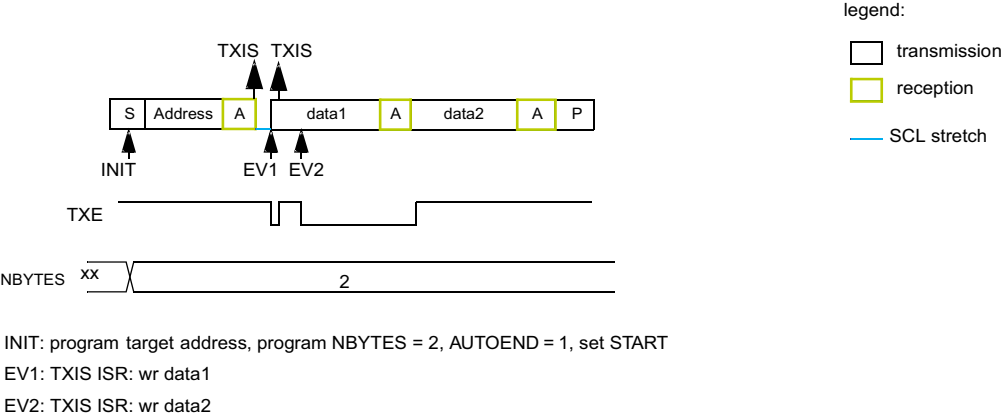 legend:
TXIS TXIS
transmission
reception
S Address A data1 A data2 A P
SCL stretch
INIT EV1 EV2
TXE
NBYTES xx 2
INIT: program target address, program NBYTES = 2, AUTOEND = 1, set START
EV1: TXIS ISR: wr data1
EV2: TXIS ISR: wr data2